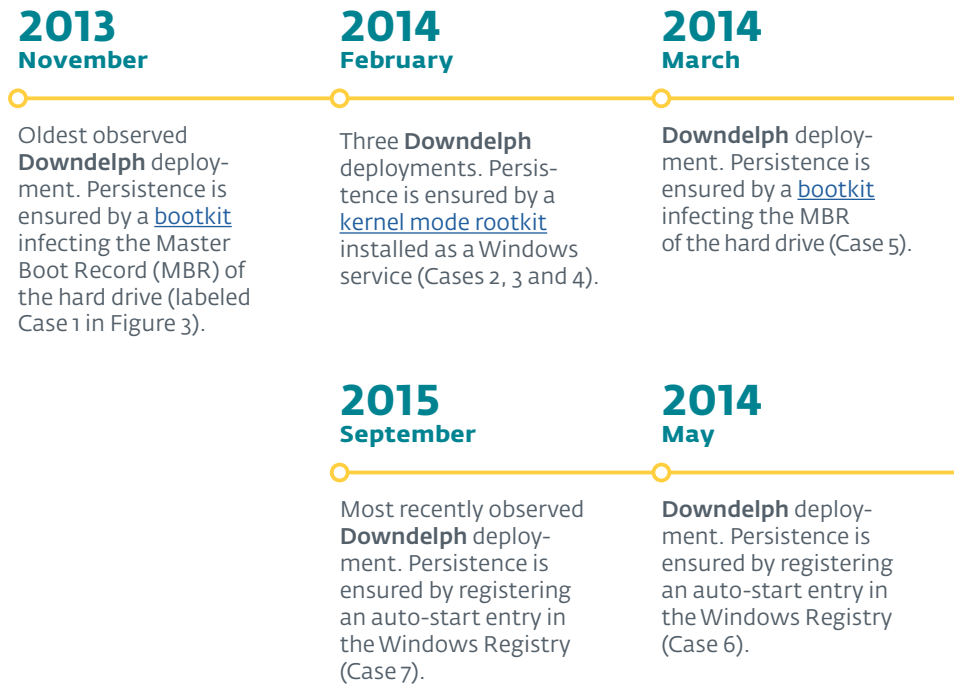 2013
November
Oldest observed
Downdelph deploy-
ment. Persistence is
ensured by a bootkit
infecting the Master
Boot Record (MBR) of
the hard drive (labeled
Case 1 in Figure 3).
2014
February
Three Downdelph
deployments. Persis-
tence is ensured by a
kernel mode rootkit
installed as a Windows
service (Cases 2, 3 and 4).
2014
March
Downdelph deploy-
ment. Persistence is
ensured by a bootkit
infecting the MBR
of the hard drive (Case 5).
2015
September
Most recently observed
Downdelph deploy-
ment. Persistence is
ensured by registering
an auto-start entry in
the Windows Registry
(Case 7).
2014
May
Downdelph deploy-
ment. Persistence is
ensured by registering
an auto-start entry in
the Windows Registry
(Case 6).